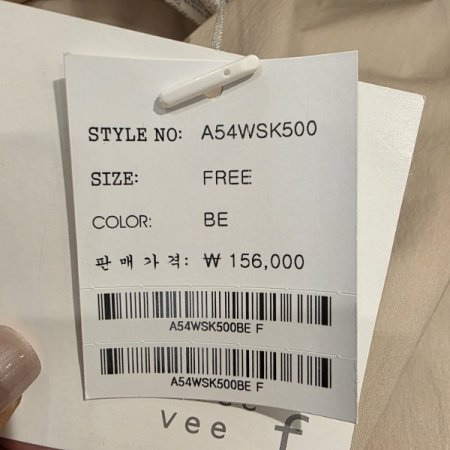 STYLE NO: A54WSK500
SIZE: FREE
COLOR: BE
판매가격: ₩ 156,000
A54WSK500BE F
A54WSK500BE F
vee f